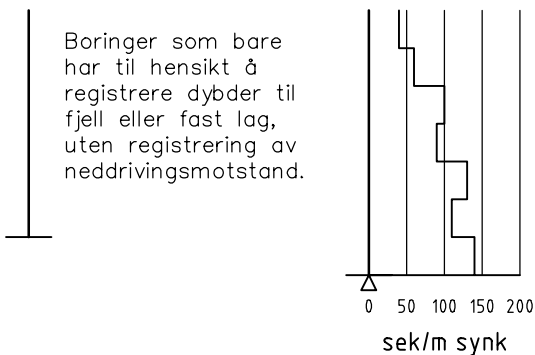 Boringer som bare
har til hensikt å
registrere dybder til
fjell eller fast lag,
uten registrering av
neddrivingsmotstand.
0 50 100 150 200
sek/m synk